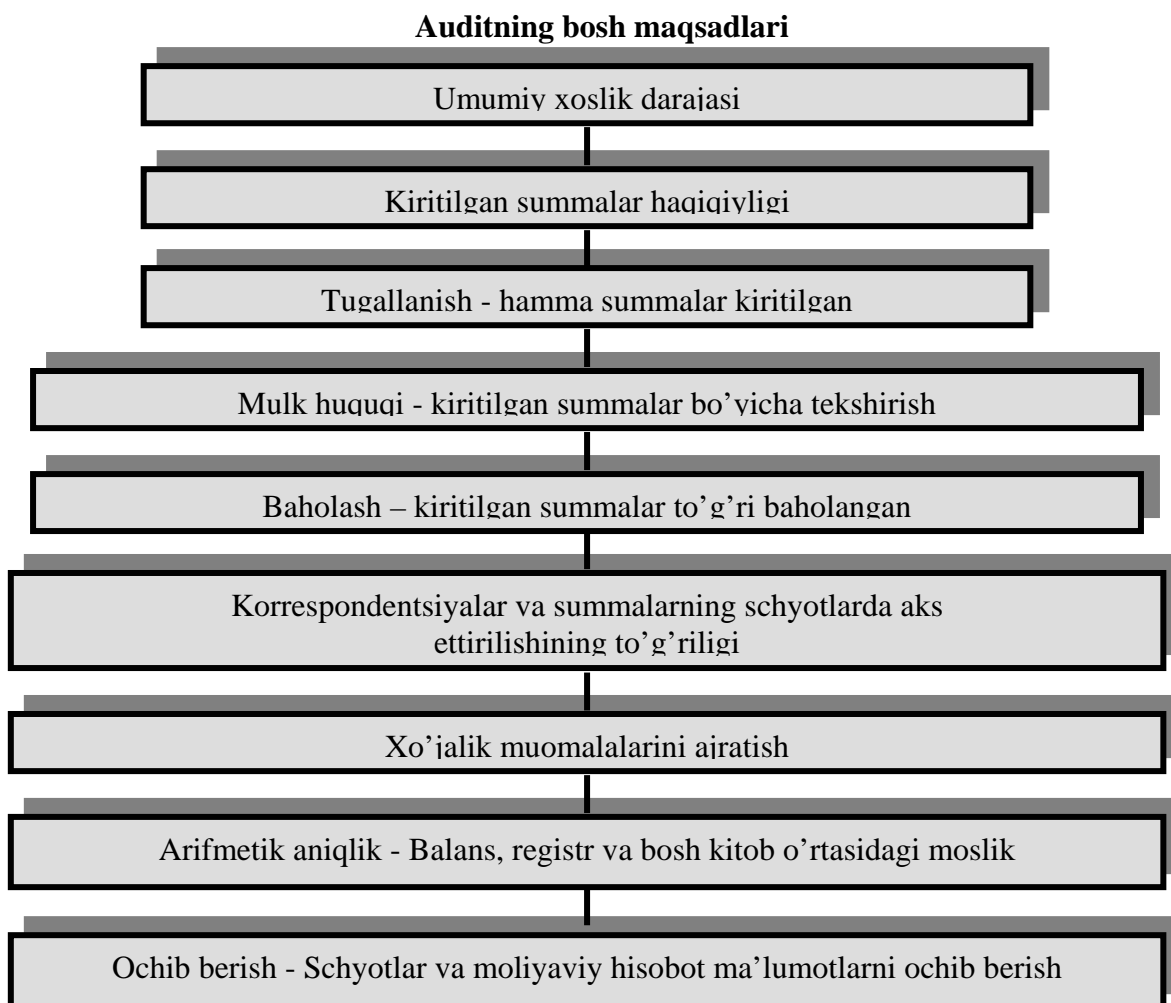 Auditning bosh maqsadlari
Umumiy xoslik darajasi
Kiritilgan summalar haqiqiyligi
Tugallanish - hamma summalar kiritilgan
Mulk huquqi - kiritilgan summalar bo’yicha tekshirish
Baholash – kiritilgan summalar to’g’ri baholangan
Korrespondentsiyalar va summalarning schyotlarda aks
ettirilishining to’g’riligi
Xo’jalik muomalalarini ajratish
Arifmetik aniqlik - Balans, registr va bosh kitob o’rtasidagi moslik
Ochib berish - Schyotlar va moliyaviy hisobot ma’lumotlarni ochib berish